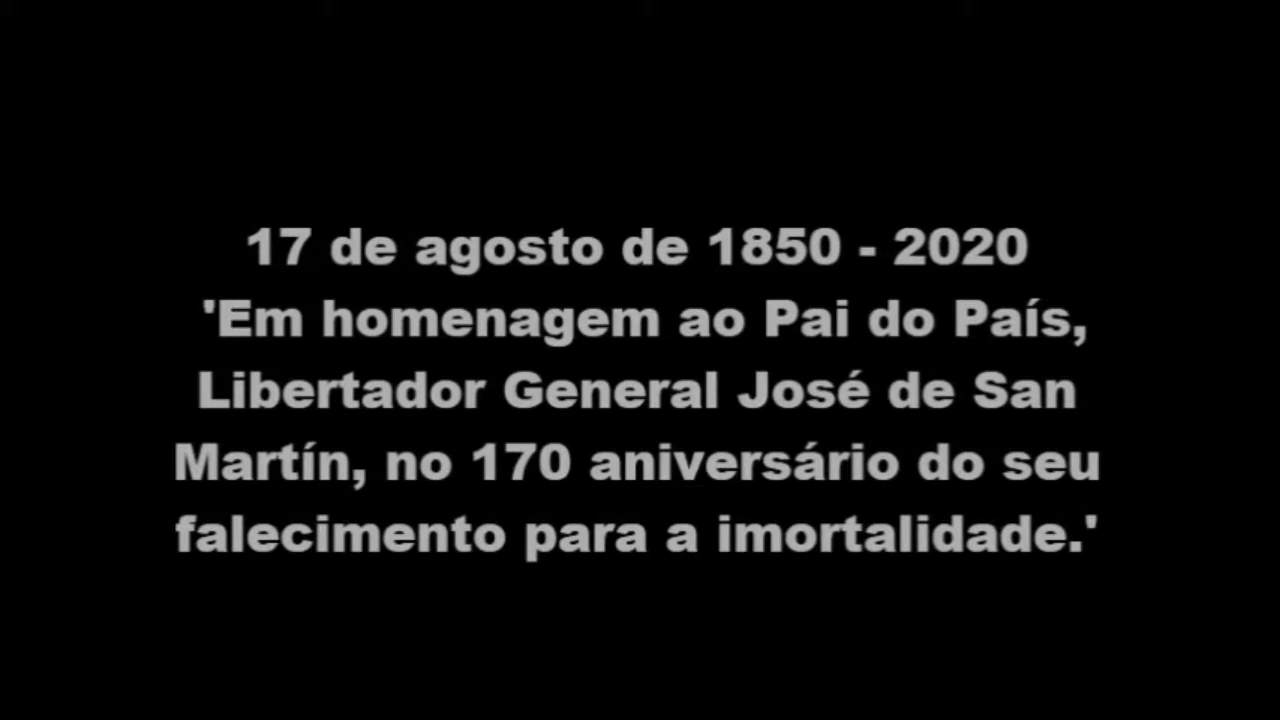 17 de agosto de 1850 - 2020
'Em homenagem ao Pai do País,
Libertador General José de San
Martín, no 170 aniversário do seu
falecimento para a imortalidade.'